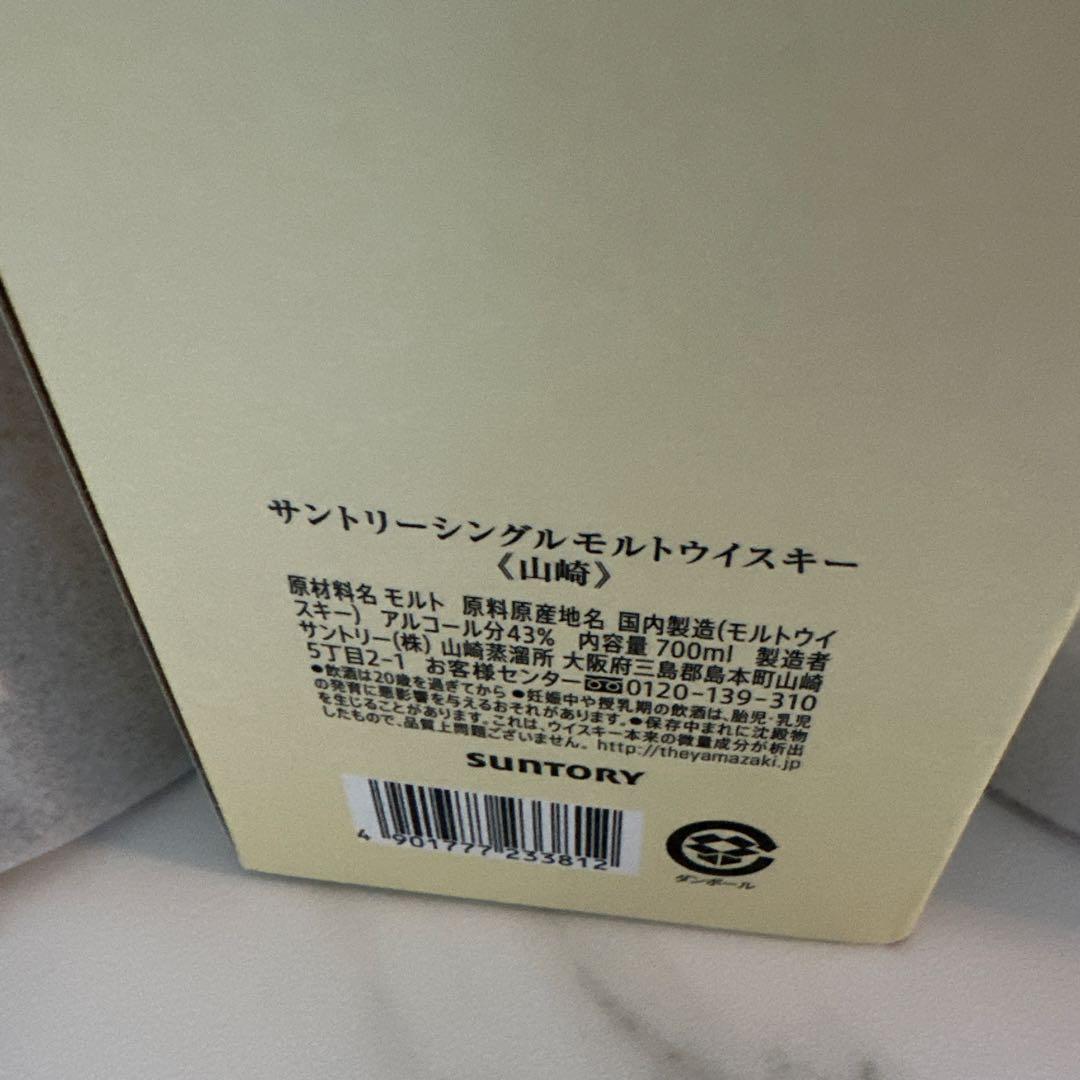 サントリーシングルモルトウイスキー
《山崎》
原材料名 モルト 原料原産地名 国内製造(モルトウイ
スキー) アルコール分43% 内容量 700ml 製造者
サントリー(株) 山崎蒸溜所 大阪府三島郡島本町山崎
5丁目2-1 お客様センター 0120-139-310
●飲酒は20歳を過ぎてから ●妊娠中や授乳期の飲酒は、胎児・乳児
の発育に悪影響を与えるおそれがあります。●保存中まれに沈殿物
を生じることがあります。これは、ウイスキー本来の微量成分が析出
したもので、品質上問題ございません。 http://theyamazaki.jp
SUNTORY
4 901777 233812
ダンボール